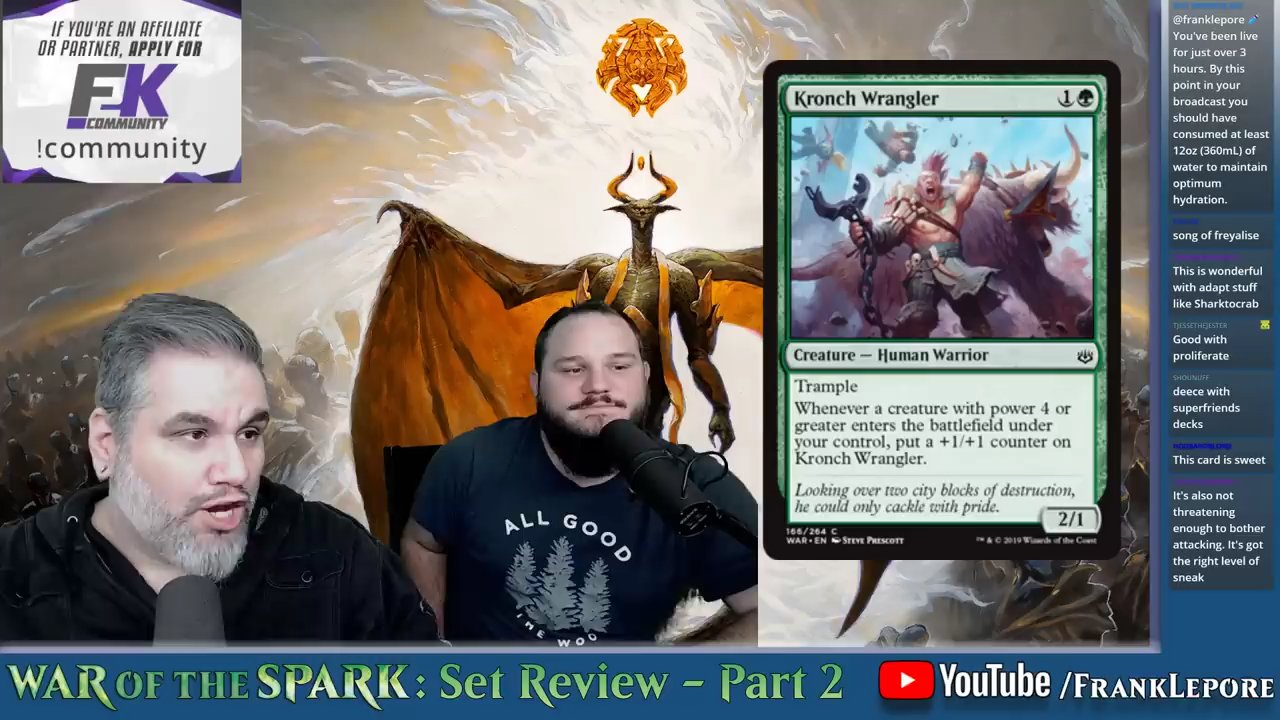 IF YOU'RE AN AFFILIATE
OR PARTNER, APPLY FOR
F2K
COMMUNITY
!community
Kronch Wrangler
1
Creature — Human Warrior
Trample
Whenever a creature with power 4 or
greater enters the battlefield under
your control, put a +1/+1 counter on
Kronch Wrangler.
Looking over two city blocks of destruction,
he could only cackle with pride.
2/1
166/264 C
WAR • EN STEVE PRESCOTT
™ & © 2019 Wizards of the Coast
ALL GOOD
THE WOO
@franklepore
You've been live
for just over 3
hours. By this
point in your
broadcast you
should have
consumed at least
12oz (360mL) of
water to maintain
optimum
hydration.
song of freyalise
This is wonderful
with adapt stuff
like Sharktocrab
TJESSETHEJESTER
Good with
proliferate
SHOONUFF
deece with
superfriends
decks
This card is sweet
It's also not
threatening
enough to bother
attacking. It's got
the right level of
sneak
WAR OF THE SPARK: Set Review - Part 2
YouTube /FRANKLEPORE